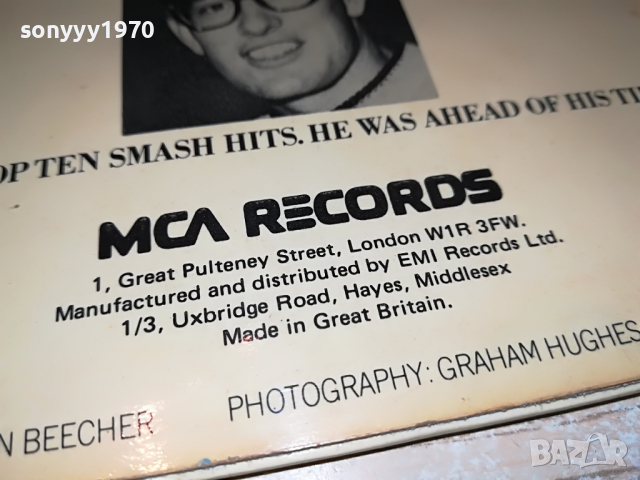 sonyyy1970
OP TEN SMASH HITS. HE WAS AHEAD OF HIS
MCA RECORDS
1, Great Pulteney Street, London W1R 3FW.
Manufactured and distributed by EMI Records Ltd.
1/3, Uxbridge Road, Hayes, Middlesex
Made in Great Britain.
PHOTOGRAPHY: GRAHAM HUGHES
N BEECHER
BAZAR